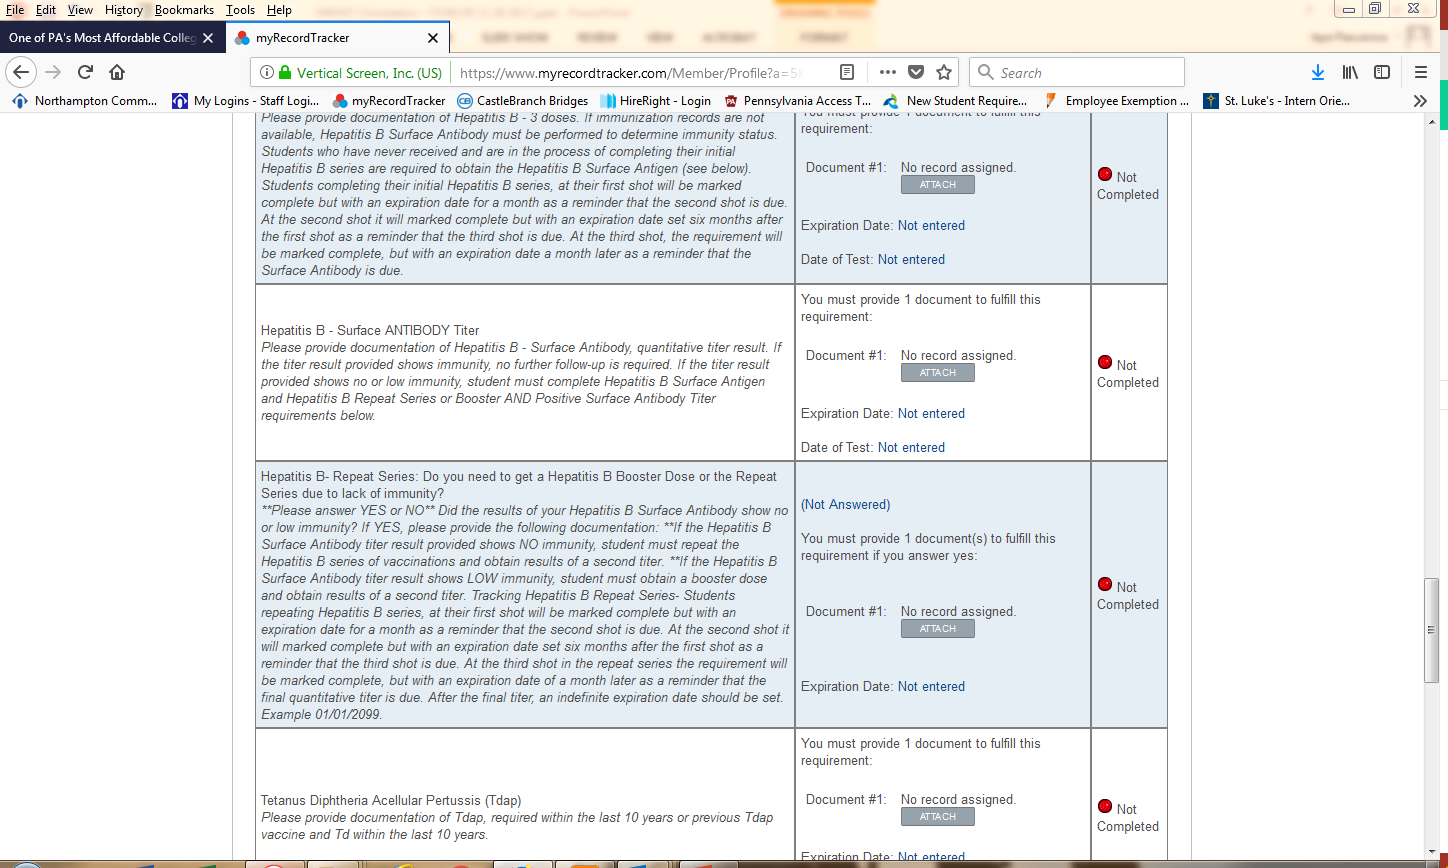 File Edit View History Bookmarks Tools Help
One of PA's Most Affordable Colleg
myRecordTracker
Vertical Screen, Inc. (US)
https://www.myrecordtracker.com/Member/Profile?a=5
Search
Northampton Comm...
My Logins - Staff Logi...
myRecordTracker
CastleBranch Bridges
HireRight - Login
Pennsylvania Access T...
New Student Require...
Employee Exemption ...
St. Luke's - Intern Orie...
Please provide documentation of Hepatitis B - 3 doses. If immunization records are not
available, Hepatitis B Surface Antibody must be performed to determine immunity status.
Students who have never received and are in the process of completing their initial
Hepatitis B series are required to obtain the Hepatitis B Surface Antigen (see below).
Students completing their initial Hepatitis B series, at their first shot will be marked
complete but with an expiration date for a month as a reminder that the second shot is due.
At the second shot it will marked complete but with an expiration date set six months after
the first shot as a reminder that the third shot is due. At the third shot, the requirement will
be marked complete, but with an expiration date a month later as a reminder that the
Surface Antibody is due.
You must provide 1 document to fulfill this
requirement:
Document #1: No record assigned.
ATTACH
Expiration Date: Not entered
Date of Test: Not entered
Not
Completed
Hepatitis B - Surface ANTIBODY Titer
Please provide documentation of Hepatitis B - Surface Antibody, quantitative titer result. If
the titer result provided shows immunity, no further follow-up is required. If the titer result
provided shows no or low immunity, student must complete Hepatitis B Surface Antigen
and Hepatitis B Repeat Series or Booster AND Positive Surface Antibody Titer
requirements below.
You must provide 1 document to fulfill this
requirement:
Document #1: No record assigned.
ATTACH
Expiration Date: Not entered
Date of Test: Not entered
Not
Completed
Hepatitis B- Repeat Series: Do you need to get a Hepatitis B Booster Dose or the Repeat
Series due to lack of immunity?
**Please answer YES or NO** Did the results of your Hepatitis B Surface Antibody show no
or low immunity? If YES, please provide the following documentation: **If the Hepatitis B
Surface Antibody titer result provided shows NO immunity, student must repeat the
Hepatitis B series of vaccinations and obtain results of a second titer. **If the Hepatitis B
Surface Antibody titer result shows LOW immunity, student must obtain a booster dose
and obtain results of a second titer. Tracking Hepatitis B Repeat Series- Students
repeating Hepatitis B series, at their first shot will be marked complete but with an
expiration date for a month as a reminder that the second shot is due. At the second shot it
will marked complete but with an expiration date set six months after the first shot as a
reminder that the third shot is due. At the third shot in the repeat series the requirement will
be marked complete, but with an expiration date of a month later as a reminder that the
final quantitative titer is due. After the final titer, an indefinite expiration date should be set.
Example 01/01/2099.
(Not Answered)
You must provide 1 document(s) to fulfill this
requirement if you answer yes:
Document #1: No record assigned.
ATTACH
Expiration Date: Not entered
Not
Completed
Tetanus Diphtheria Acellular Pertussis (Tdap)
Please provide documentation of Tdap, required within the last 10 years or previous Tdap
vaccine and Td within the last 10 years.
You must provide 1 document to fulfill this
requirement:
Document #1: No record assigned.
ATTACH
Expiration Date: Not entered
Not
Completed